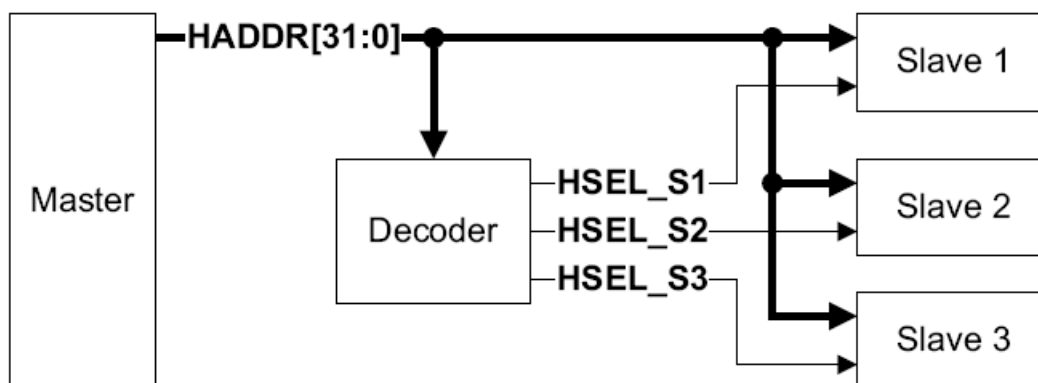 HADDR[31:0]
Slave 1
Master
Decoder
HSEL_S1
HSEL_S2
HSEL_S3
Slave 2
Slave 3